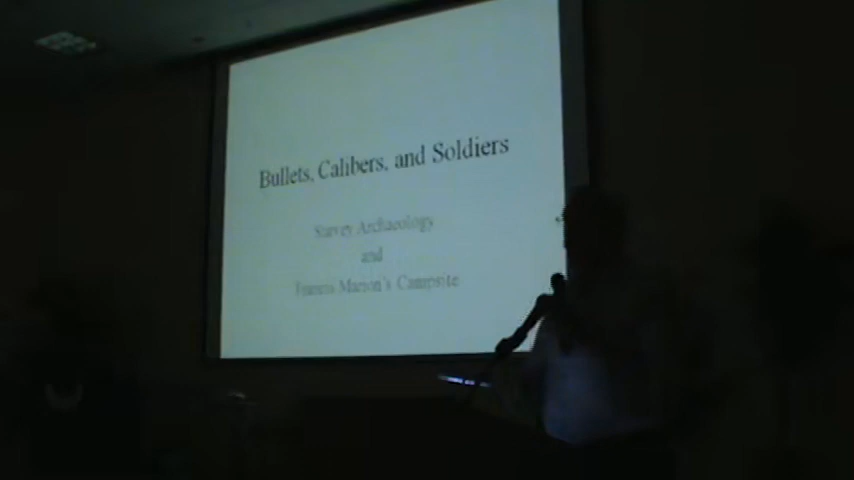 Bullets, Calibers, and Soldiers
Survey Archaeology
and
Francis Marion's Campsite